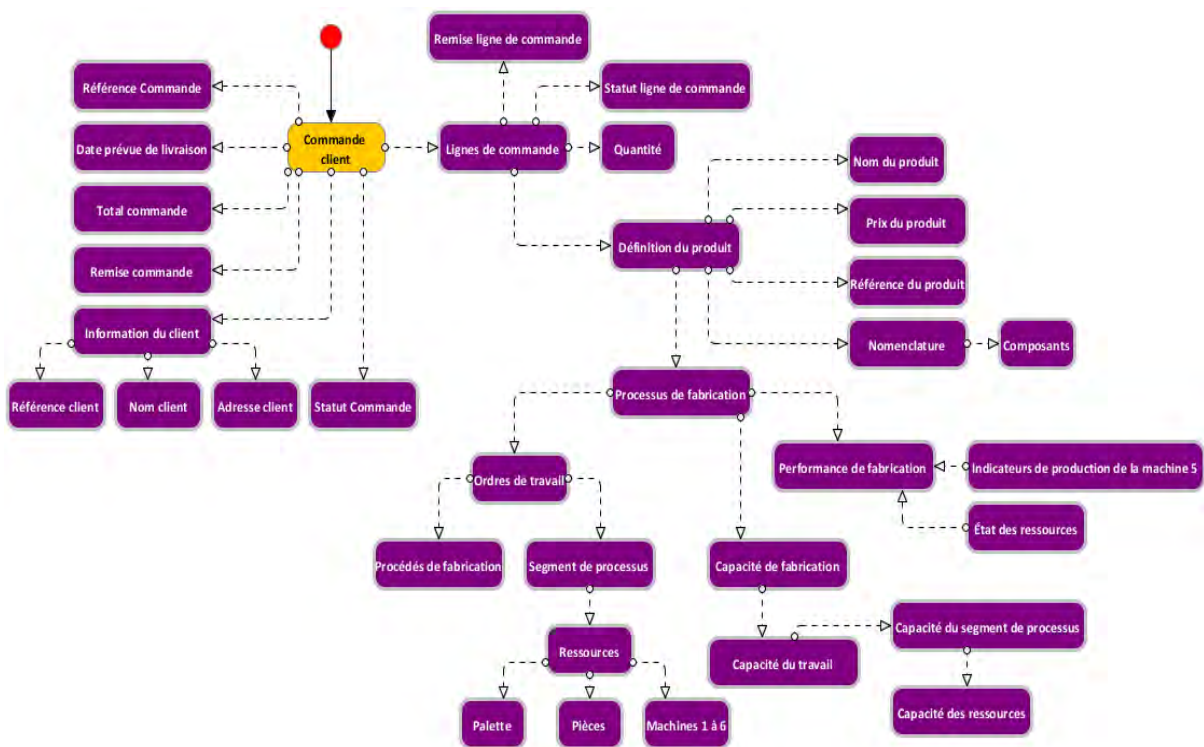 Remise ligne de commande
Référence Commande
Statut ligne de commande
Commande
client
Date prévue de livraison
Lignes de commande
Quantité
Nom du produit
Total commande
Prix du produit
Définition du produit
Remise commande
Référence du produit
Information du client
Nomenclature
Composants
Référence client
Nom client
Adresse client
Statut Commande
Processus de fabrication
Performance de fabrication
Indicateurs de production de la machine 5
Ordres de travail
État des ressources
Procédés de fabrication
Segment de processus
Capacité de fabrication
Capacité du segment de processus
Ressources
Capacité du travail
Capacité des ressources
Palette
Pièces
Machines 1 à 6